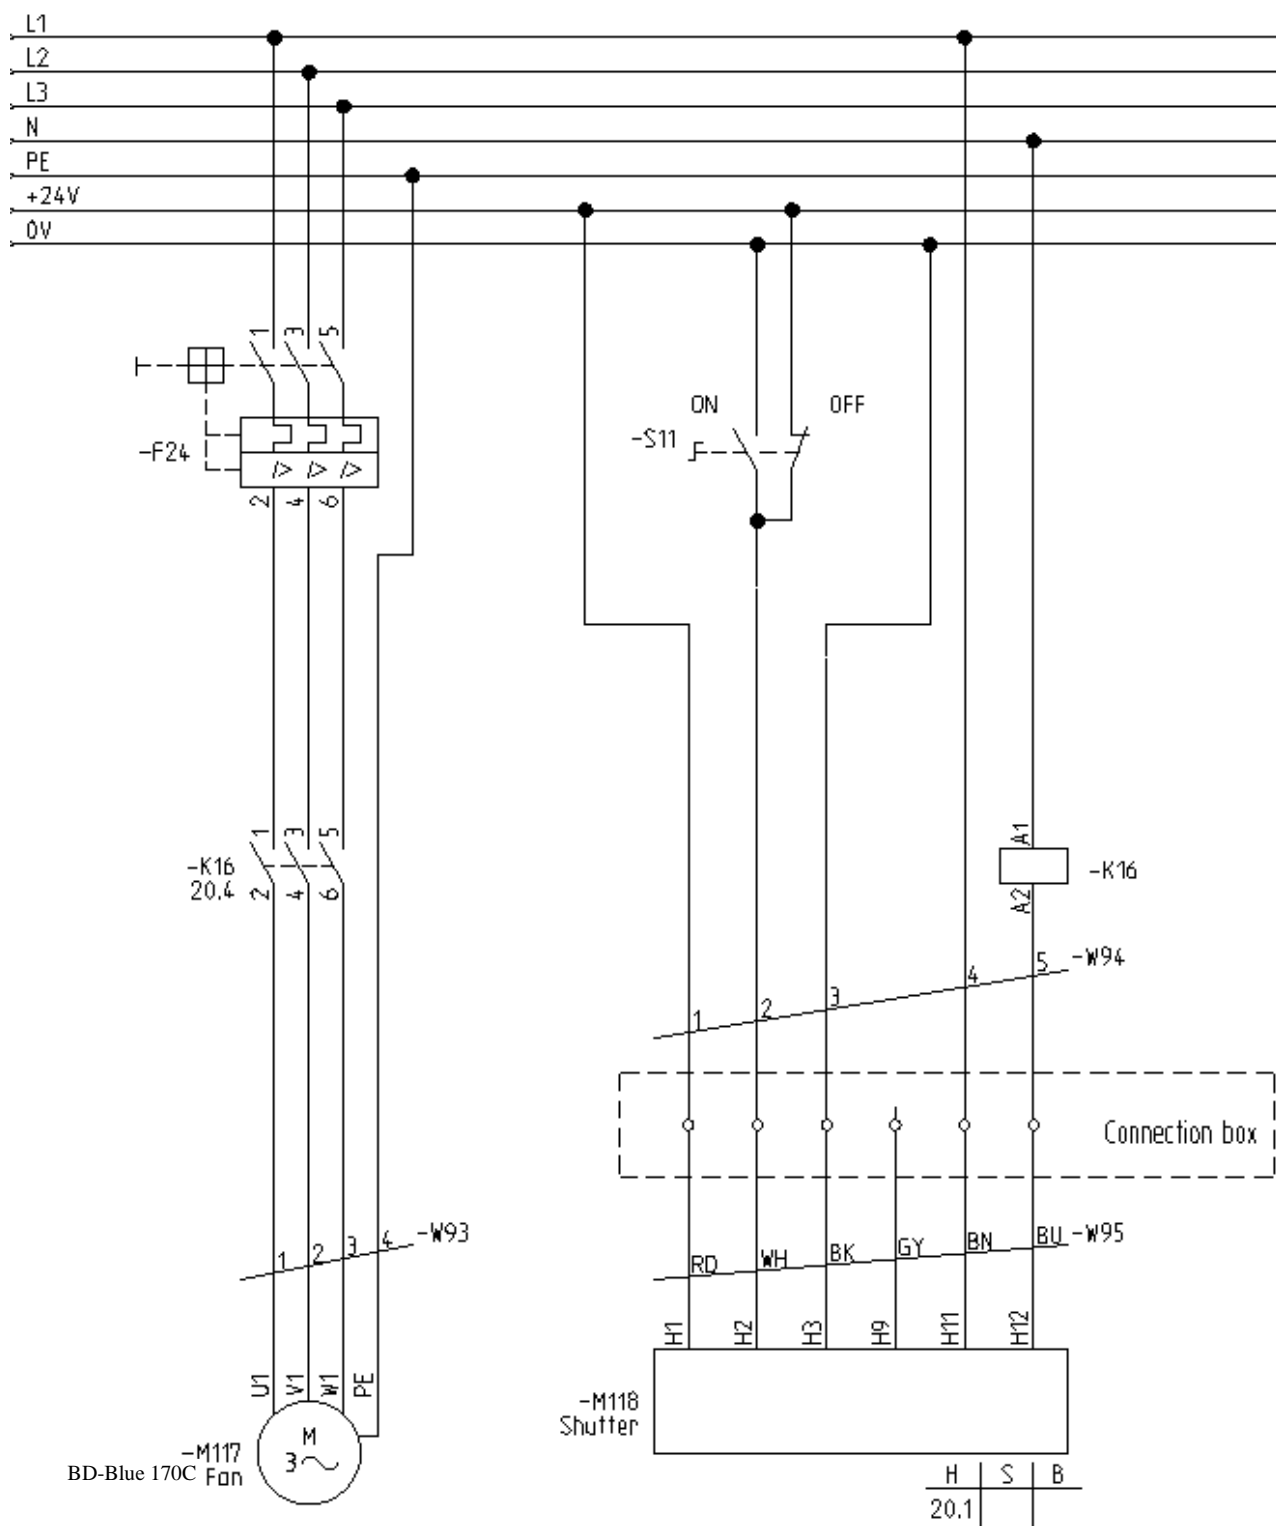 L1
L2
L3
N
PE
+24V
0V
1 3 5
ON OFF
-S11
-F24
2 4 6
1 3 5
-K16
20.4
2 4 6
A1
-K16
A2
1 2 3 4 5 -W94
Connection box
1 2 3 4 -W93
RD WH BK GY BN BU -W95
H1 H2 H3 H9 H11 H12
U1 V1 W1 PE
-M118
Shutter
M
3
-M117
BD-Blue 170C Fan
H S B
20.1